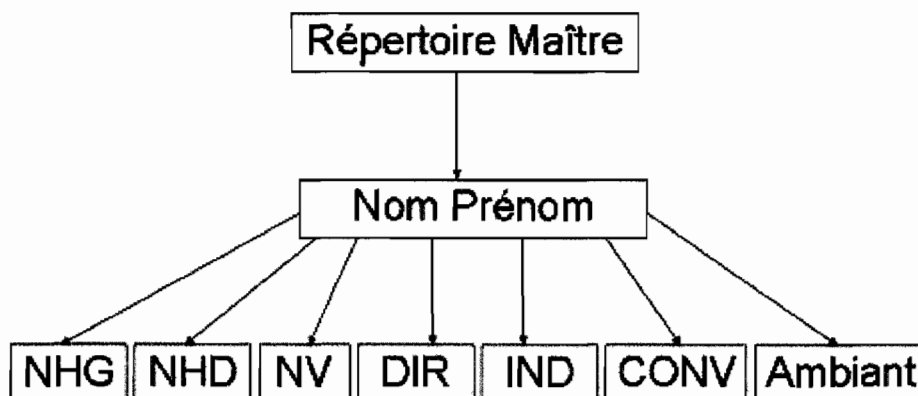 Répertoire Maître
Nom Prénom
NHG NHD NV DIR IND CONV Ambiant